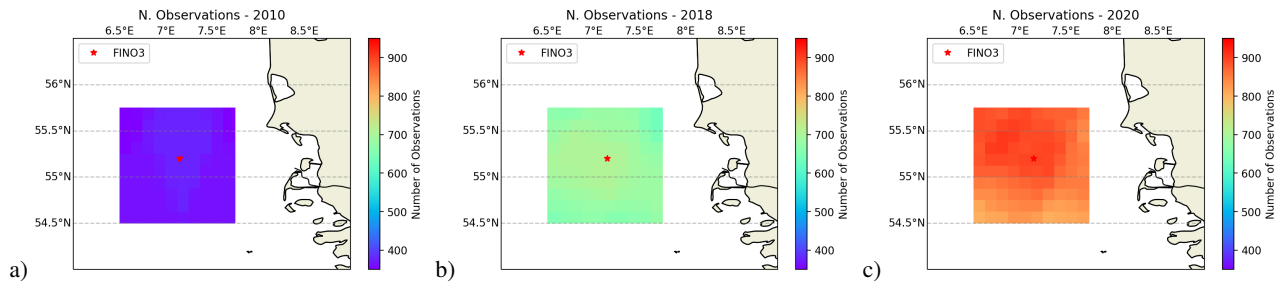 N. Observations - 2010
6.5°E 7°E 7.5°E 8°E 8.5°E
FINO3
56°N
55.5°N
55°N
54.5°N
900
800
700
600
500
400
Number of Observations
a)
N. Observations - 2018
6.5°E 7°E 7.5°E 8°E 8.5°E
FINO3
56°N
55.5°N
55°N
54.5°N
900
800
700
600
500
400
Number of Observations
b)
N. Observations - 2020
6.5°E 7°E 7.5°E 8°E 8.5°E
FINO3
56°N
55.5°N
55°N
54.5°N
900
800
700
600
500
400
Number of Observations
c)